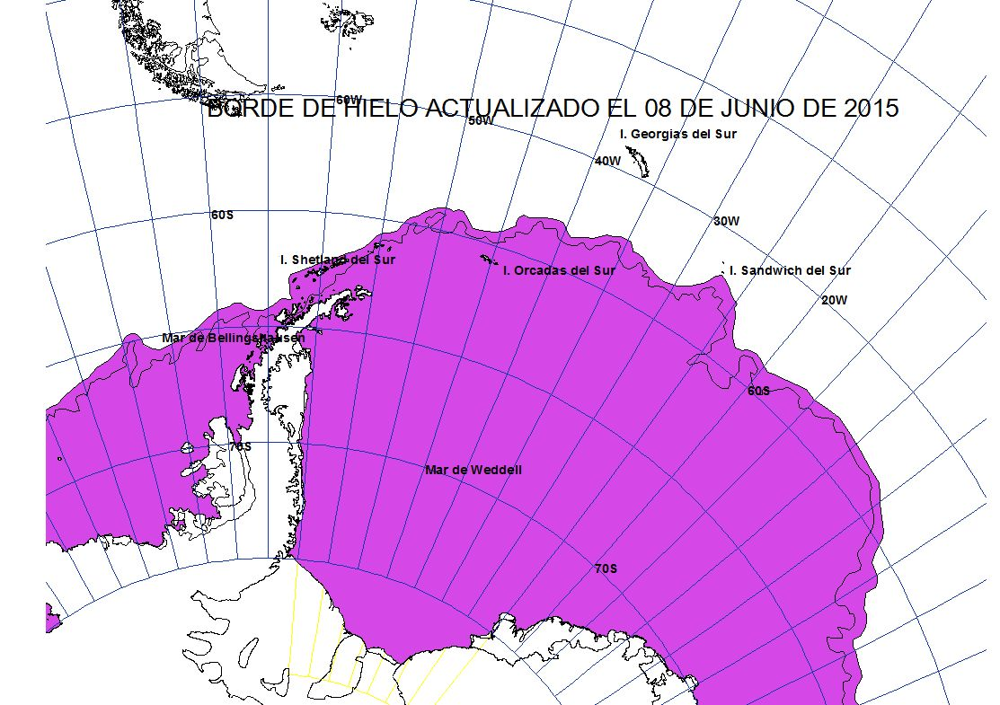 60W
BORDE DE HIELO ACTUALIZADO EL 08 DE JUNIO DE 2015
50W
I. Georgias del Sur
40W
60S
30W
I. Shetland del Sur
I. Orcadas del Sur
I. Sandwich del Sur
20W
Mar de Bellingshausen
60S
70S
Mar de Weddell
70S